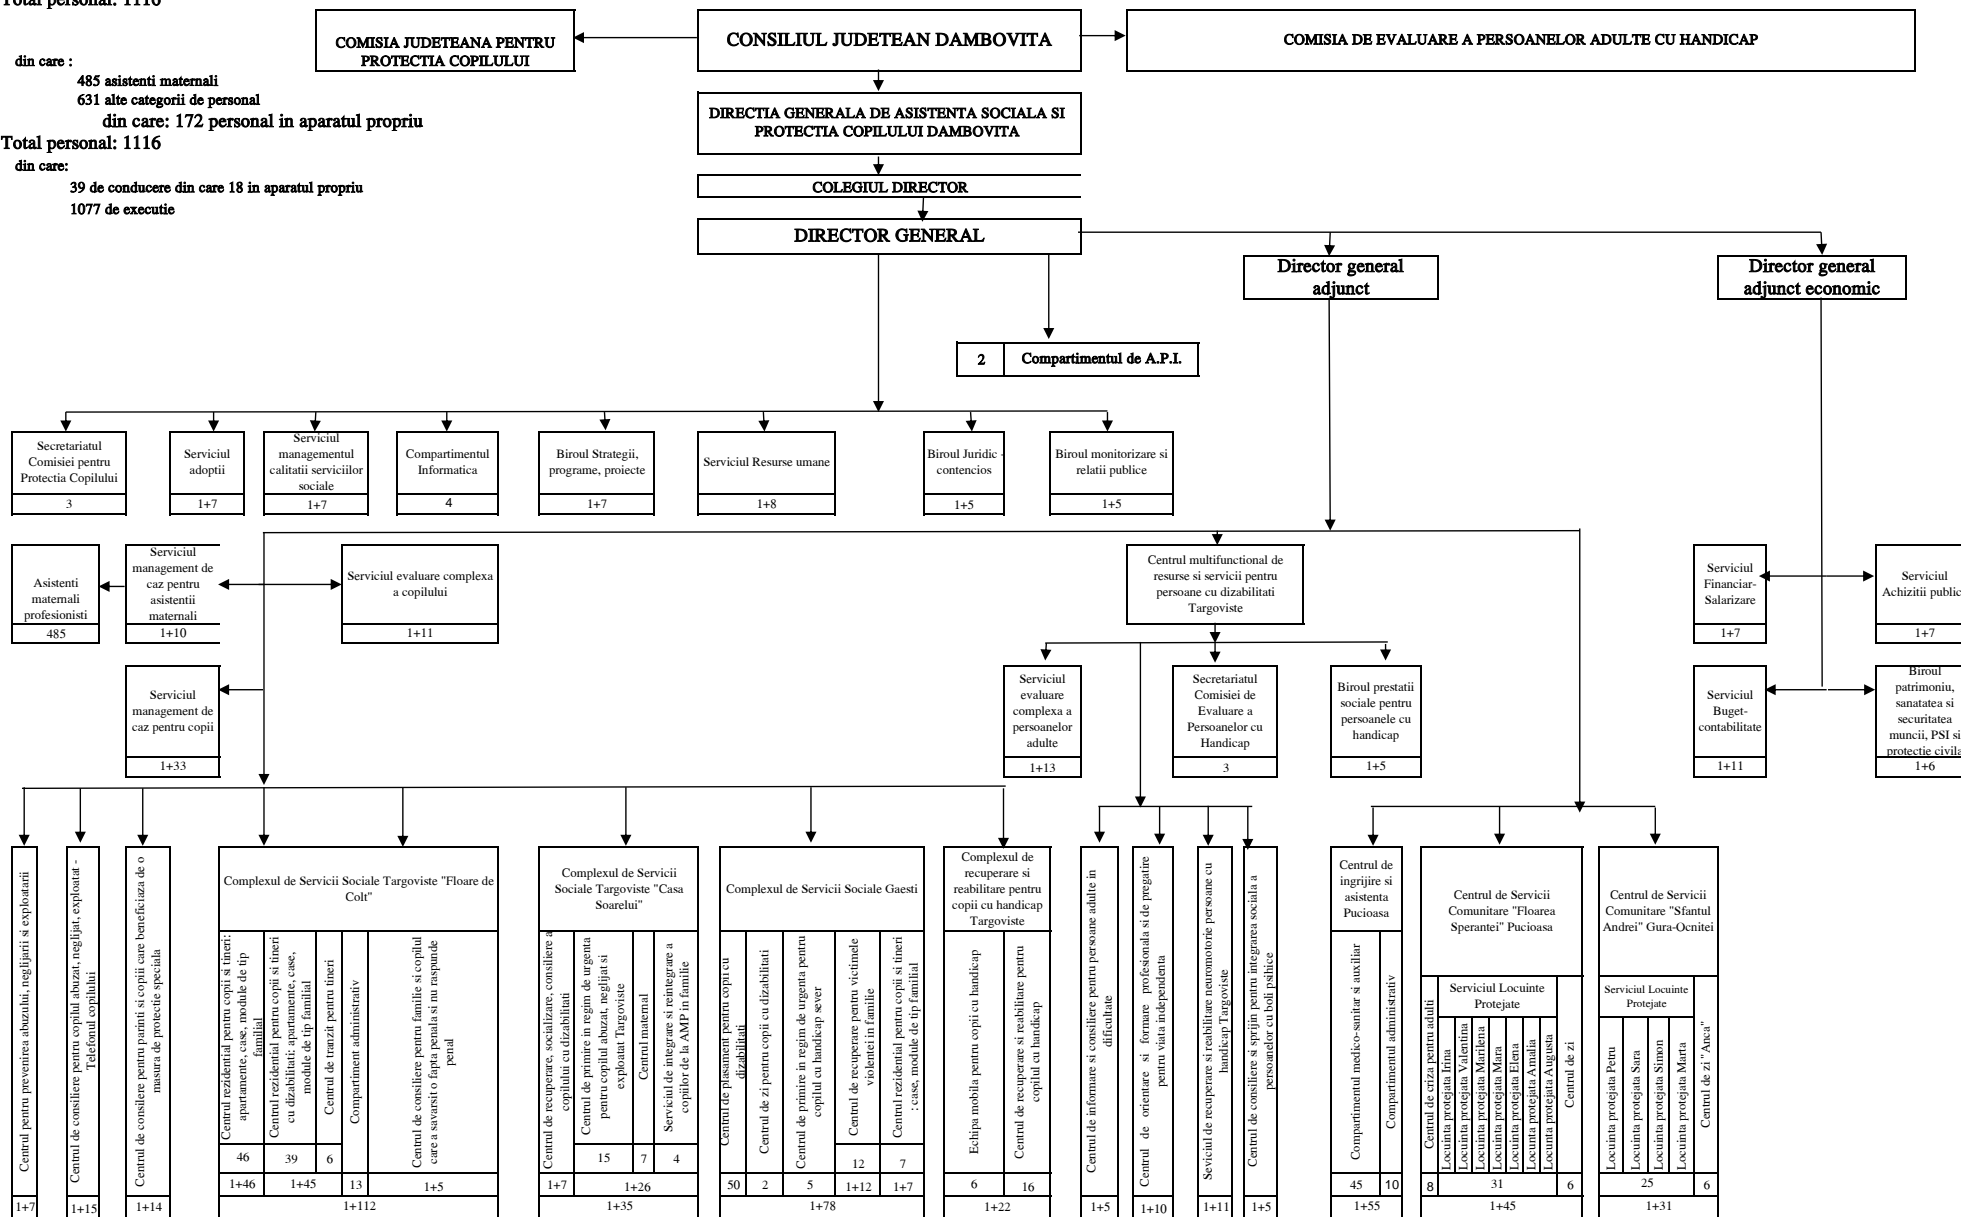 Total personal: 1116
din care :
485 asistenti maternali
631 alte categorii de personal
din care: 172 personal in aparatul propriu
Total personal: 1116
din care:
39 de conducere din care 18 in aparatul propriu
1077 de executie
COMISIA JUDETEANA PENTRU
PROTECTIA COPILULUI
CONSILIUL JUDETEAN DAMBOVITA
COMISIA DE EVALUARE A PERSOANELOR ADULTE CU HANDICAP
DIRECTIA GENERALA DE ASISTENTA SOCIALA SI
PROTECTIA COPILULUI DAMBOVITA
COLEGIUL DIRECTOR
DIRECTOR GENERAL
Director general
adjunct
Director general
adjunct economic
2 Compartimentul de A.P.I.
Secretariatul
Comisiei pentru
Protectia Copilului
3
Serviciul
adoptii
1+7
Serviciul
managementul
calitatii serviciilor
sociale
1+7
Compartimentul
Informatica
4
Biroul Strategii,
programe, proiecte
1+7
Serviciul Resurse umane
1+8
Biroul Juridic -
contencios
1+5
Biroul monitorizare si
relatii publice
1+5
Asistenti
maternali
profesionisti
485
Serviciul
management de
caz pentru
asistentii
maternali
1+10
Serviciul evaluare complexa
a copilului
1+11
Centrul multifunctional de
resurse si servicii pentru
persoane cu dizabilitati
Targoviste
Serviciul
Financiar-
Salarizare
1+7
Serviciul
Achizitii public
1+7
Serviciul
management de
caz pentru copii
1+33
Serviciul
evaluare
complexa a
persoanelor
adulte
1+13
Secretariatul
Comisiei de
Evaluare a
Persoanelor cu
Handicap
3
Biroul prestatii
sociale pentru
persoanele cu
handicap
1+5
Serviciul
Buget-
contabilitate
1+11
Biroul
patrimoniu,
sanatatea si
securitatea
muncii, PSI si
protectie civila
1+6
Centrul pentru prevenirea abuzului, neglijarii si exploatarii
1+7
Centrul de consiliere pentru copilul abuzat, neglijat, exploatat -
Telefonul copilului
1+15
Centrul de consiliere pentru parinti si copiii care beneficiaza de o
masura de protectie speciala
1+14
Complexul de Servicii Sociale Targoviste "Floare de
Colt"
Centrul rezidential pentru copii si tineri:
apartamente, case, module de tip
familial
46
1+46
Centrul rezidential pentru copii si tineri
cu dizabilitati: apartamente, case,
module de tip familial
39
Centrul de tranzit pentru tineri
6
1+45
Compartiment administrativ
13
Centrul de consiliere pentru familie si copilul
care a savarsit o fapta penala si nu raspunde
penal
1+5
1+112
Complexul de Servicii
Sociale Targoviste "Casa
Soarelui"
Centrul de recuperare, socializare, consiliere a
copilului cu dizabilitati
1+7
Centrul de primire in regim de urgenta
pentru copilul abuzat, neglijat si
exploatat Targoviste
15
Centrul maternal
7
Serviciul de integrare si reintegrare a
copiilor de la AMP in familie
4
1+26
1+35
Complexul de Servicii Sociale Gaesti
Centrul de plasament pentru copii cu
dizabilitati
50
Centrul de zi pentru copii cu dizabilitati
2
Centrul de primire in regim de urgenta pentru
copilul cu handicap sever
5
Centrul de recuperare pentru victimele
violentei in familie
12
1+12
Centrul rezidential pentru copii si tineri
: case, module de tip familial
7
1+7
1+78
Complexul de
recuperare si
reabilitare pentru
copii cu handicap
Targoviste
Echipa mobila pentru copii cu handicap
6
Centrul de recuperare si reabilitare pentru
copilul cu handicap
16
1+22
Centrul de informare si consiliere pentru persoane adulte in
dificultate
1+5
Centrul de orientare si formare profesionala si de pregatire
pentru viata independenta
1+10
Seviciul de recuperare si reabilitare neuromotorie persoane cu
handicap Targoviste
1+11
Centrul de consiliere si sprijin pentru integrarea sociala a
persoanelor cu boli psihice
1+5
Centrul de
ingrijire si
asistenta
Pucioasa
Compartimentul medico-sanitar si auxiliar
45
Compartimentul administrativ
10
1+55
Centrul de Servicii
Comunitare "Floarea
Sperantei" Pucioasa
Centrul de criza pentru adulti
8
Serviciul Locuinte
Protejate
Locuinta protejata Irina
Locuinta protejata Valentina
Locuinta protejata Marilena
Locuinta protejata Mara
Locuinta protejata Elena
Locuinta protejata Amalia
Locunta protejata Augusta
31
Centrul de zi
6
1+45
Centrul de Servicii
Comunitare "Sfantul
Andrei" Gura-Ocnitei
Serviciul Locuinte
Protejate
Locuinta protejata Petru
Locuinta protejata Sara
Locuinta protejata Simon
Locuinta protejata Marta
25
Centrul de zi " Anca"
6
1+31